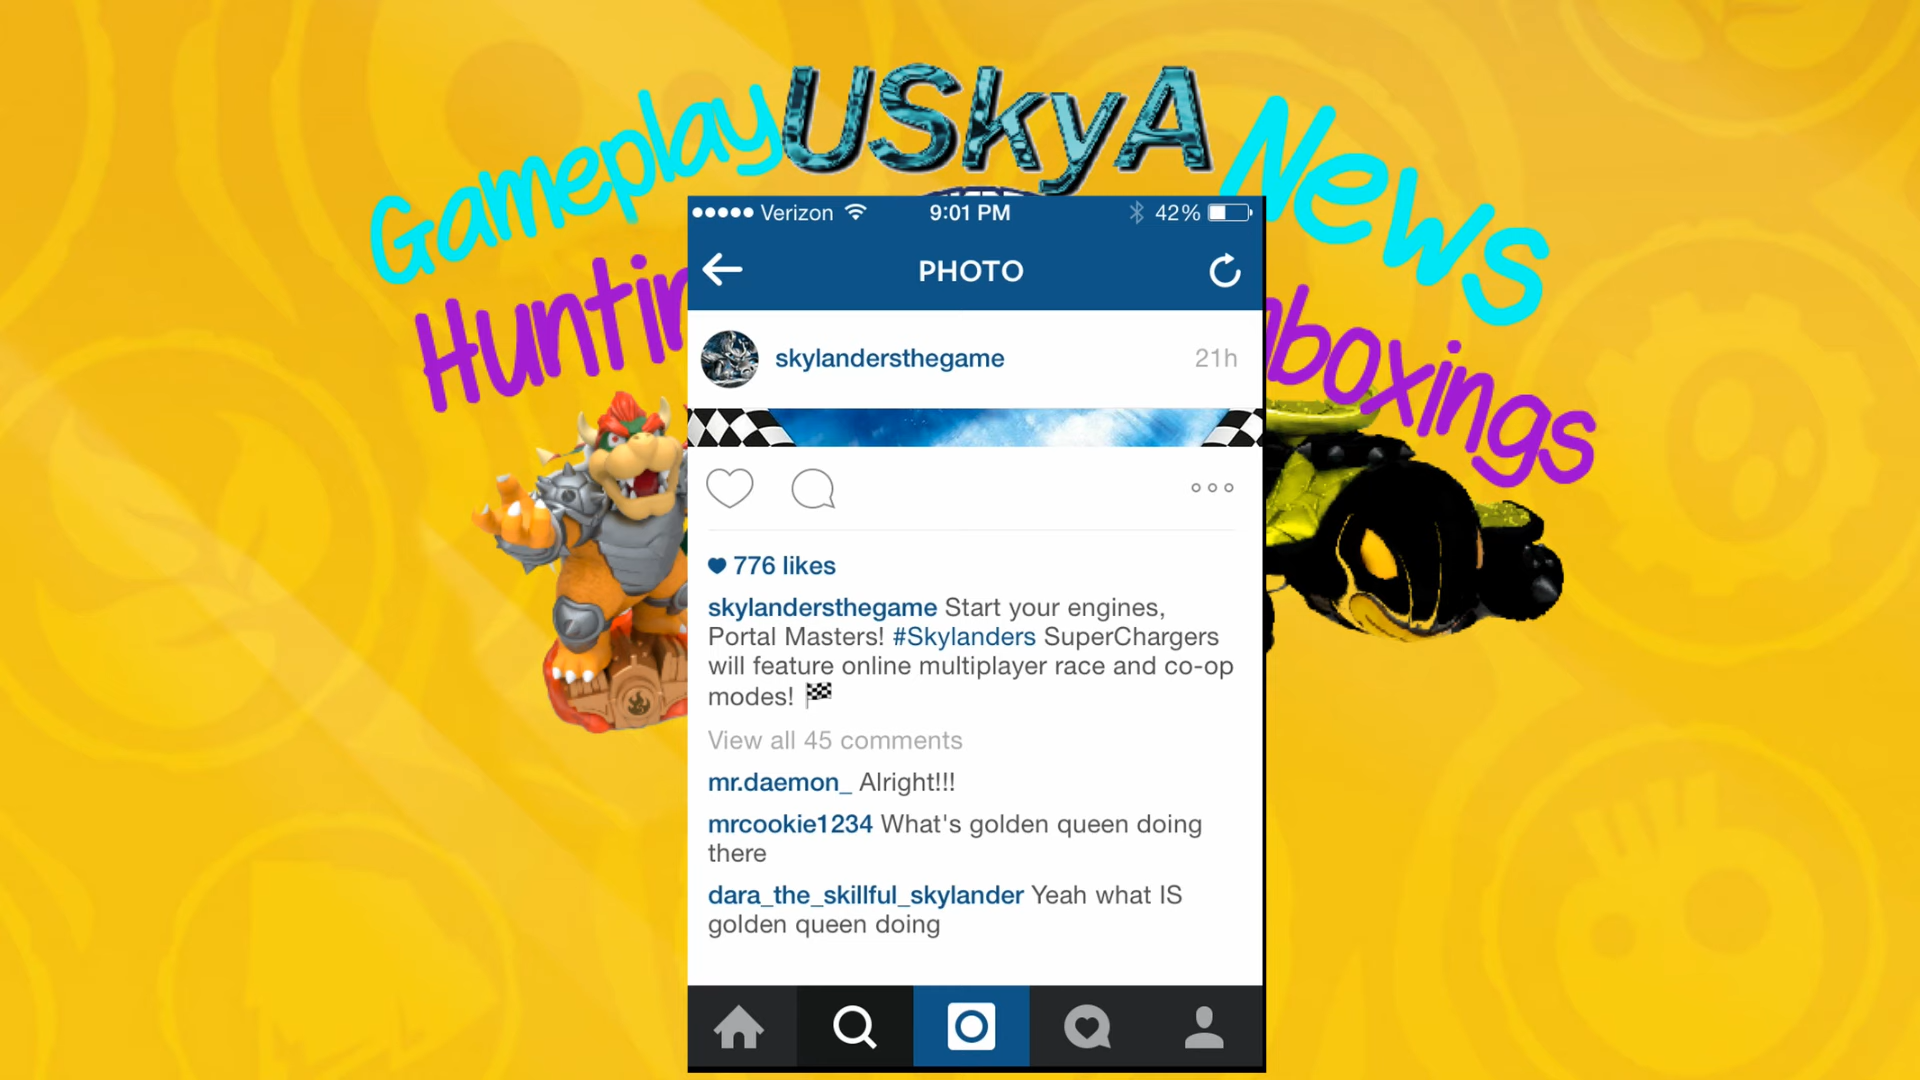 USkyA
Gameplay
News
Huntin
nboxings
Verizon 9:01 PM 42%
PHOTO
skylandersthegame 21h
776 likes
skylandersthegame Start your engines,
Portal Masters! #Skylanders SuperChargers
will feature online multiplayer race and co-op
modes! 🏁
View all 45 comments
mr.daemon_ Alright!!!
mrcookie1234 What's golden queen doing
there
dara_the_skillful_skylander Yeah what IS
golden queen doing